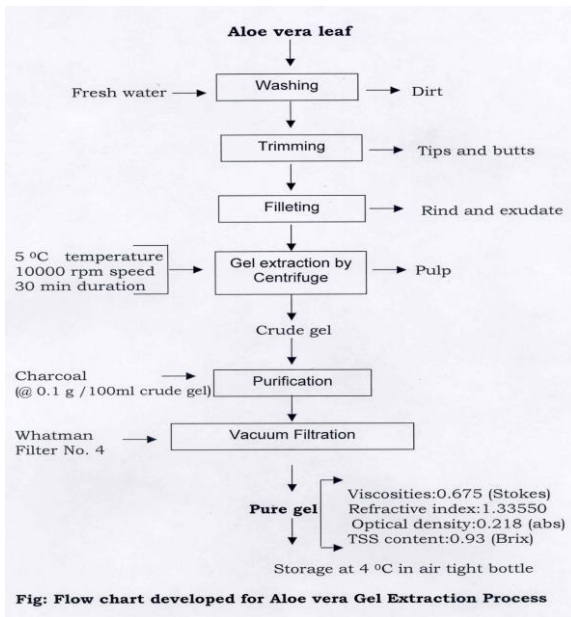 Aloe vera leaf
Fresh water
Washing
Dirt
Trimming
Tips and butts
Filleting
Rind and exudate
5 ⁰C temperature
10000 rpm speed
30 min duration
Gel extraction by
Centrifuge
Pulp
Crude gel
Charcoal
(@ 0.1 g /100ml crude gel)
Purification
Whatman
Filter No. 4
Vacuum Filtration
Pure gel
Viscosities:0.675 (Stokes)
Refractive index:1.33550
Optical density:0.218 (abs)
TSS content:0.93 (Brix)
Storage at 4 ⁰C in air tight bottle
Fig: Flow chart developed for Aloe vera Gel Extraction Process